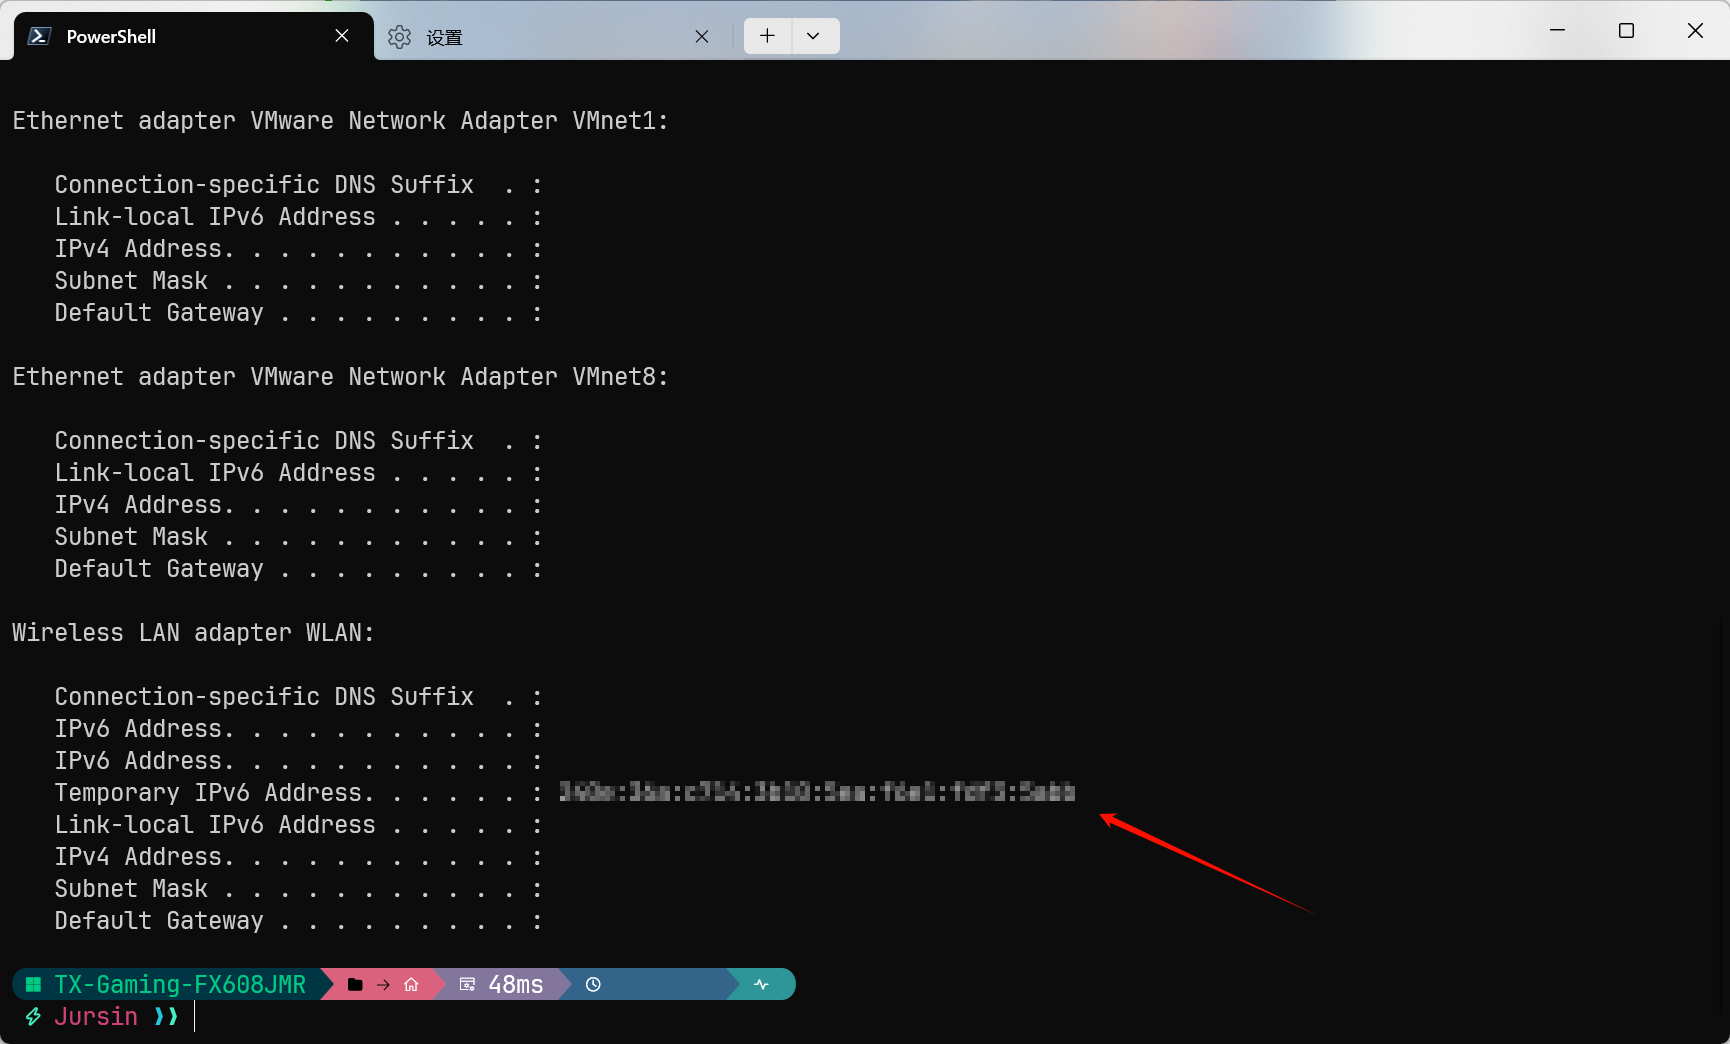 PowerShell
设置
Ethernet adapter VMware Network Adapter VMnet1:
Connection-specific DNS Suffix  . :
Link-local IPv6 Address . . . . . :
IPv4 Address. . . . . . . . . . . :
Subnet Mask . . . . . . . . . . . :
Default Gateway . . . . . . . . . :
Ethernet adapter VMware Network Adapter VMnet8:
Connection-specific DNS Suffix  . :
Link-local IPv6 Address . . . . . :
IPv4 Address. . . . . . . . . . . :
Subnet Mask . . . . . . . . . . . :
Default Gateway . . . . . . . . . :
Wireless LAN adapter WLAN:
Connection-specific DNS Suffix  . :
IPv6 Address. . . . . . . . . . . :
IPv6 Address. . . . . . . . . . . :
Temporary IPv6 Address. . . . . . :
Link-local IPv6 Address . . . . . :
IPv4 Address. . . . . . . . . . . :
Subnet Mask . . . . . . . . . . . :
Default Gateway . . . . . . . . . :
TX-Gaming-FX608JMR → 48ms
Jursin ❯❯